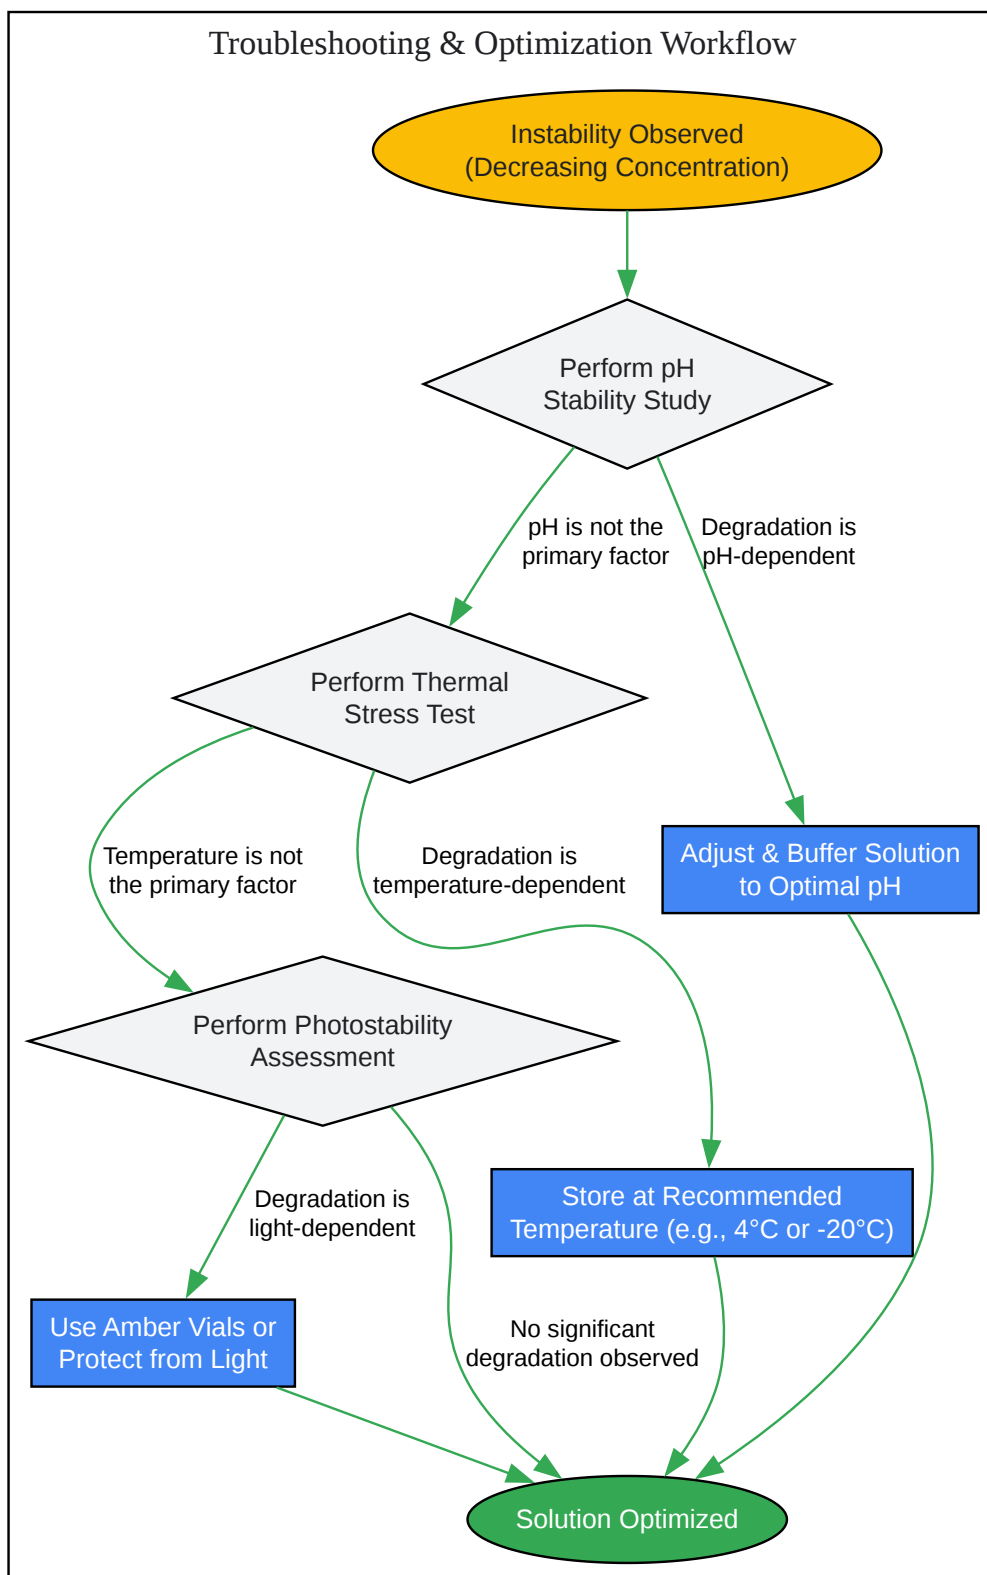 Troubleshooting & Optimization Workflow
Instability Observed
(Decreasing Concentration)
Perform pH
Stability Study
pH is not the
primary factor
Degradation is
pH-dependent
Perform Thermal
Stress Test
Temperature is not
the primary factor
Degradation is
temperature-dependent
Adjust & Buffer Solution
to Optimal pH
Perform Photostability
Assessment
Degradation is
light-dependent
Store at Recommended
Temperature (e.g., 4°C or -20°C)
Use Amber Vials or
Protect from Light
No significant
degradation observed
Solution Optimized